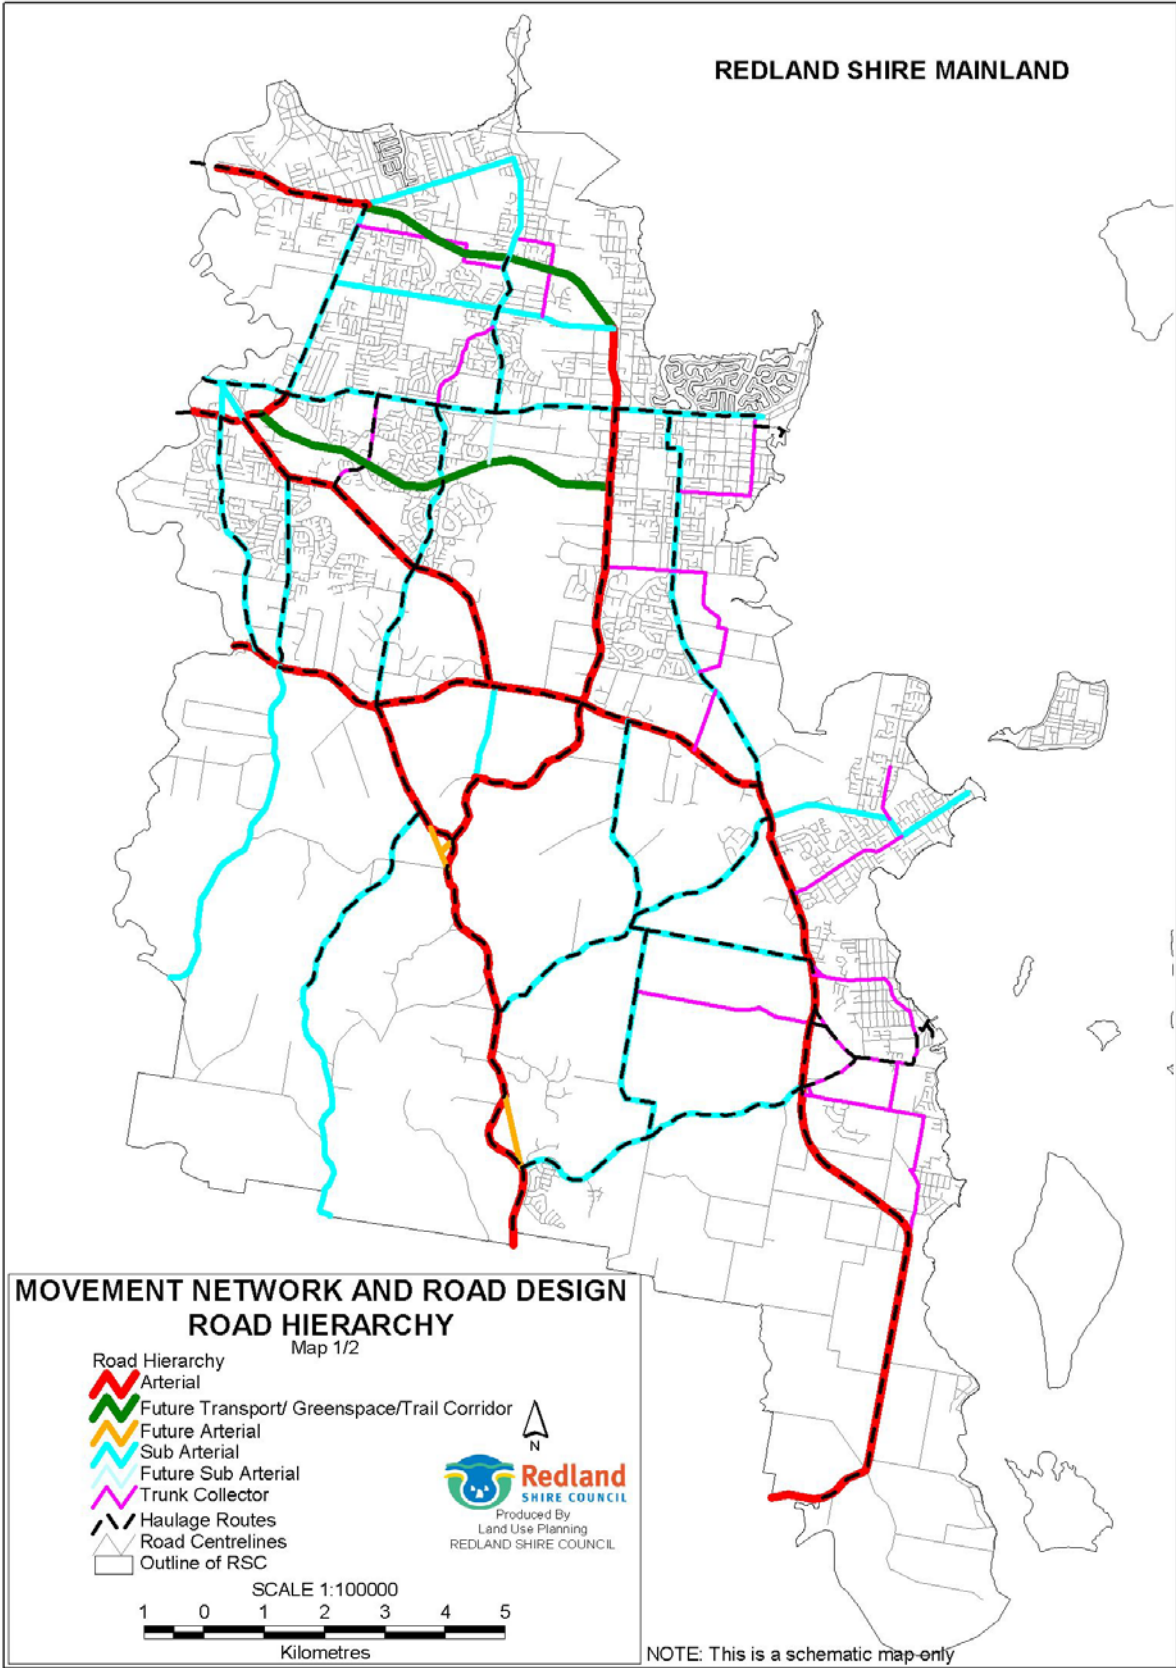 REDLAND SHIRE MAINLAND
MOVEMENT NETWORK AND ROAD DESIGN
ROAD HIERARCHY
Map 1/2
Road Hierarchy
Arterial
Future Transport/ Greenspace/Trail Corridor
Future Arterial
Sub Arterial
Future Sub Arterial
Trunk Collector
Haulage Routes
Road Centrelines
Outline of RSC
N
Redland
SHIRE COUNCIL
Produced By
Land Use Planning
REDLAND SHIRE COUNCIL
SCALE 1:100000
1 0 1 2 3 4 5
Kilometres
NOTE: This is a schematic map only